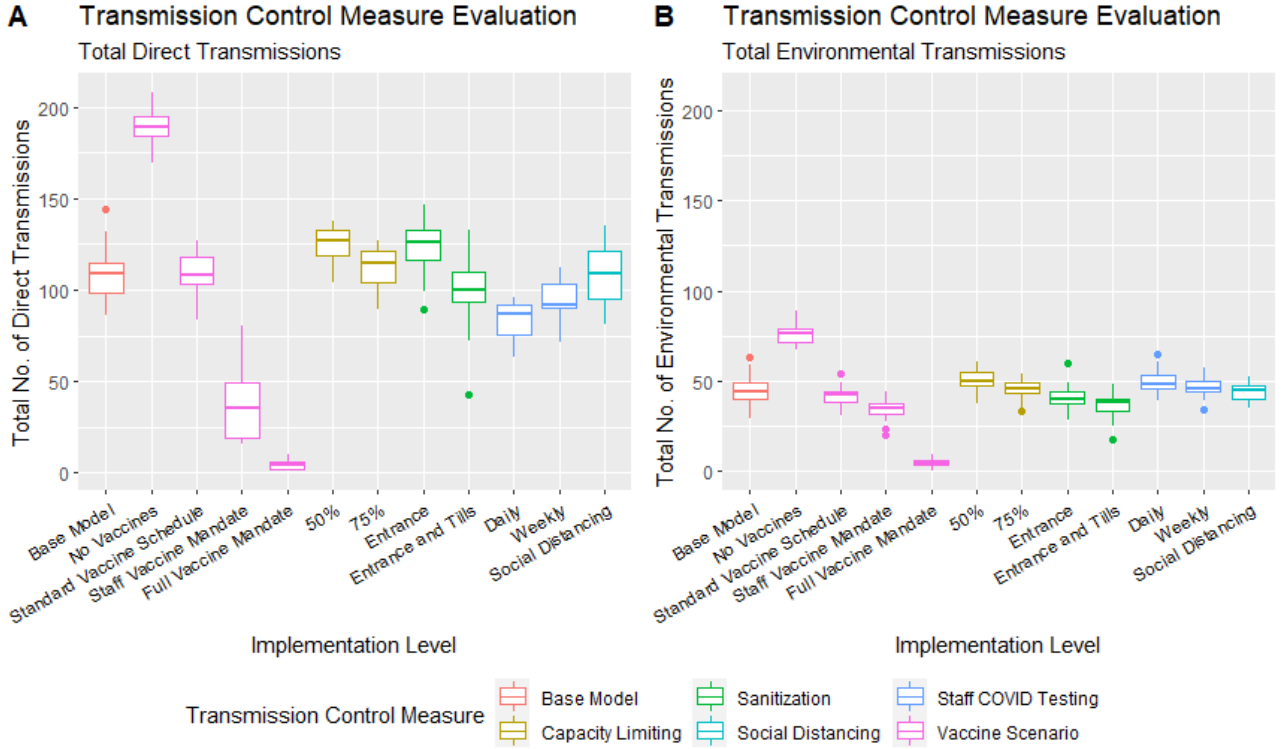 A
Transmission Control Measure Evaluation
Total Direct Transmissions
Total No. of Direct Transmissions
200
150
100
50
0
Base Model
No Vaccines
Standard Vaccine Schedule
Staff Vaccine Mandate
Full Vaccine Mandate
50%
75%
Entrance
Entrance and Tills
Daily
Weekly
Social Distancing
Implementation Level
B
Transmission Control Measure Evaluation
Total Environmental Transmissions
Total No. of Environmental Transmissions
200
150
100
50
0
Base Model
No Vaccines
Standard Vaccine Schedule
Staff Vaccine Mandate
Full Vaccine Mandate
50%
75%
Entrance
Entrance and Tills
Daily
Weekly
Social Distancing
Implementation Level
Transmission Control Measure
Base Model
Sanitization
Staff COVID Testing
Capacity Limiting
Social Distancing
Vaccine Scenario